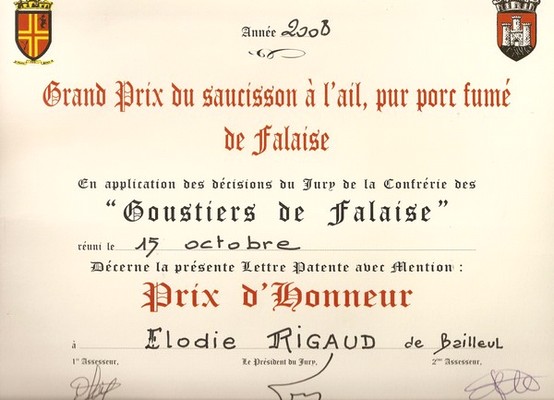 Année 2008
Grand Prix du saucisson à l'ail, pur porc fumé
de Falaise
En application des décisions du Jury de la Confrérie des
"Goustiers de Falaise"
réuni le 15 octobre
Décerne la présente Lettre Patente avec Mention :
Prix d'Honneur
à Elodie RIGAUD de Bailleul
1er Assesseur, Le Président du Jury, 2me Assesseur,